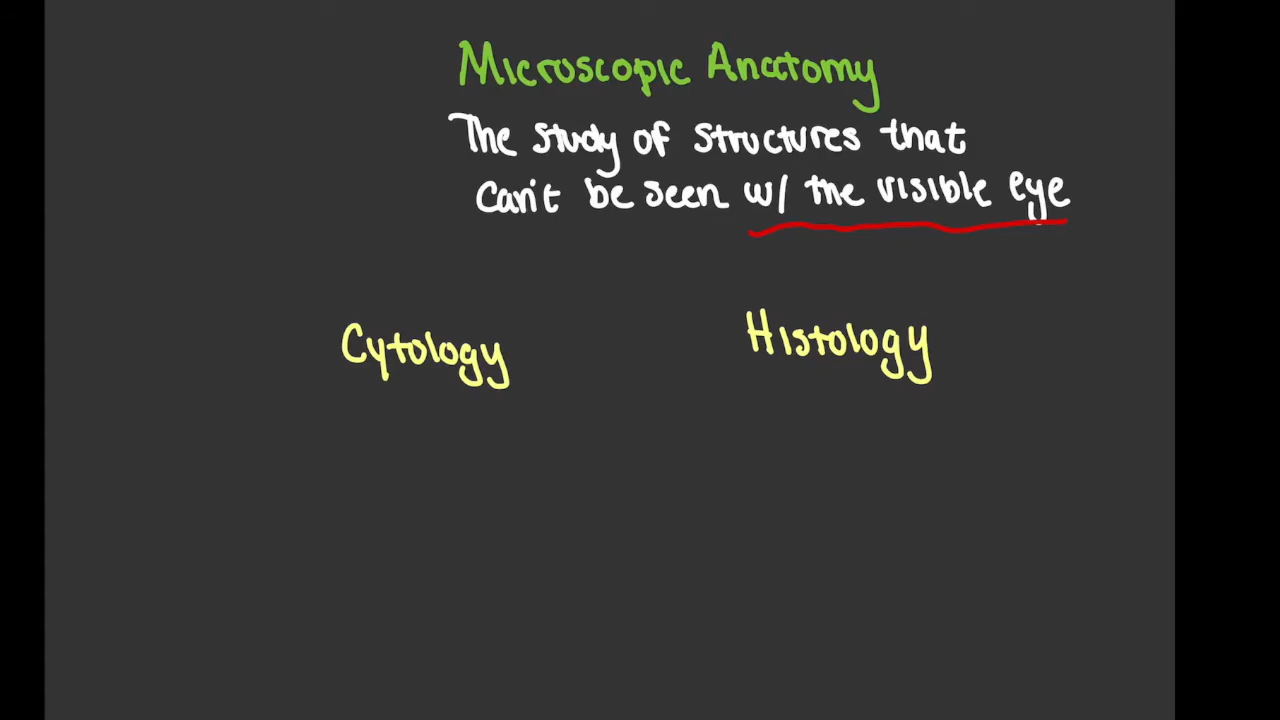 Microscopic Anatomy
The study of structures that
can't be seen w/ the visible eye
Cytology
Histology